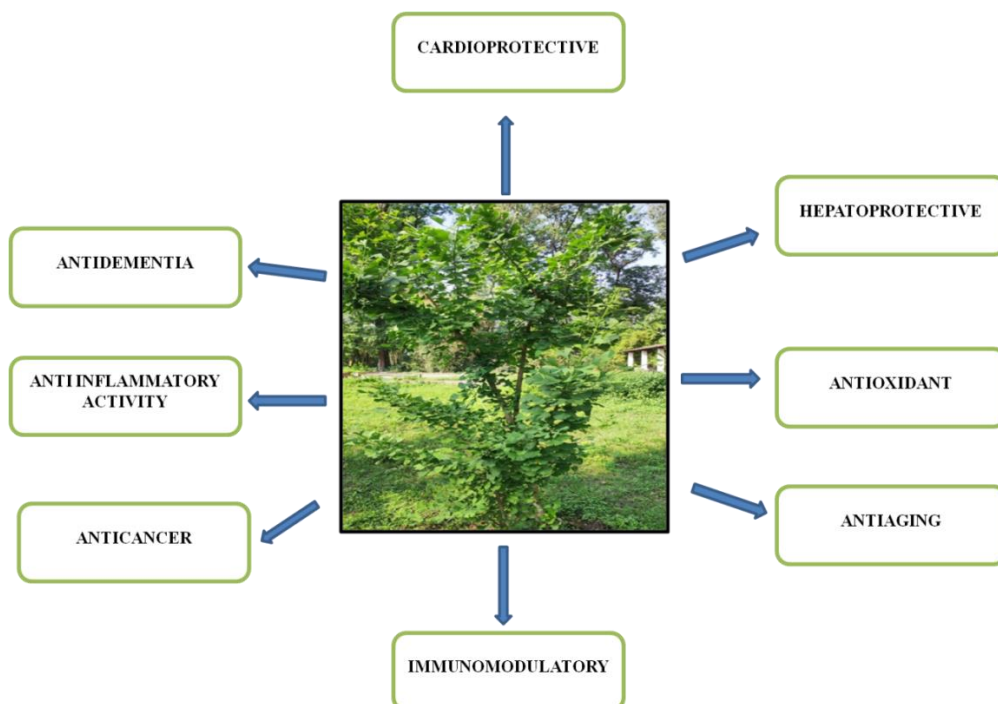 CARDIOPROTECTIVE
HEPATOPROTECTIVE
ANTIDEMENTIA
ANTI INFLAMMATORY
ACTIVITY
ANTIOXIDANT
ANTICANCER
ANTIAGING
IMMUNOMODULATORY